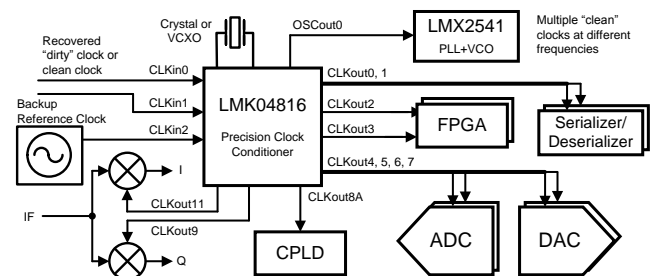 Crystal or
VCXO
OSCout0
LMX2541
PLL+VCO
Multiple “clean”
clocks at different
frequencies
Recovered
“dirty” clock or
clean clock
CLKin0
CLKin1
CLKin2
Backup
Reference Clock
LMK04816
Precision Clock
Conditioner
CLKout0, 1
CLKout2
CLKout3
FPGA
Serializer/
Deserializer
CLKout4, 5, 6, 7
I
CLKout11
CLKout9
CLKout8A
IF
Q
CPLD
ADC
DAC